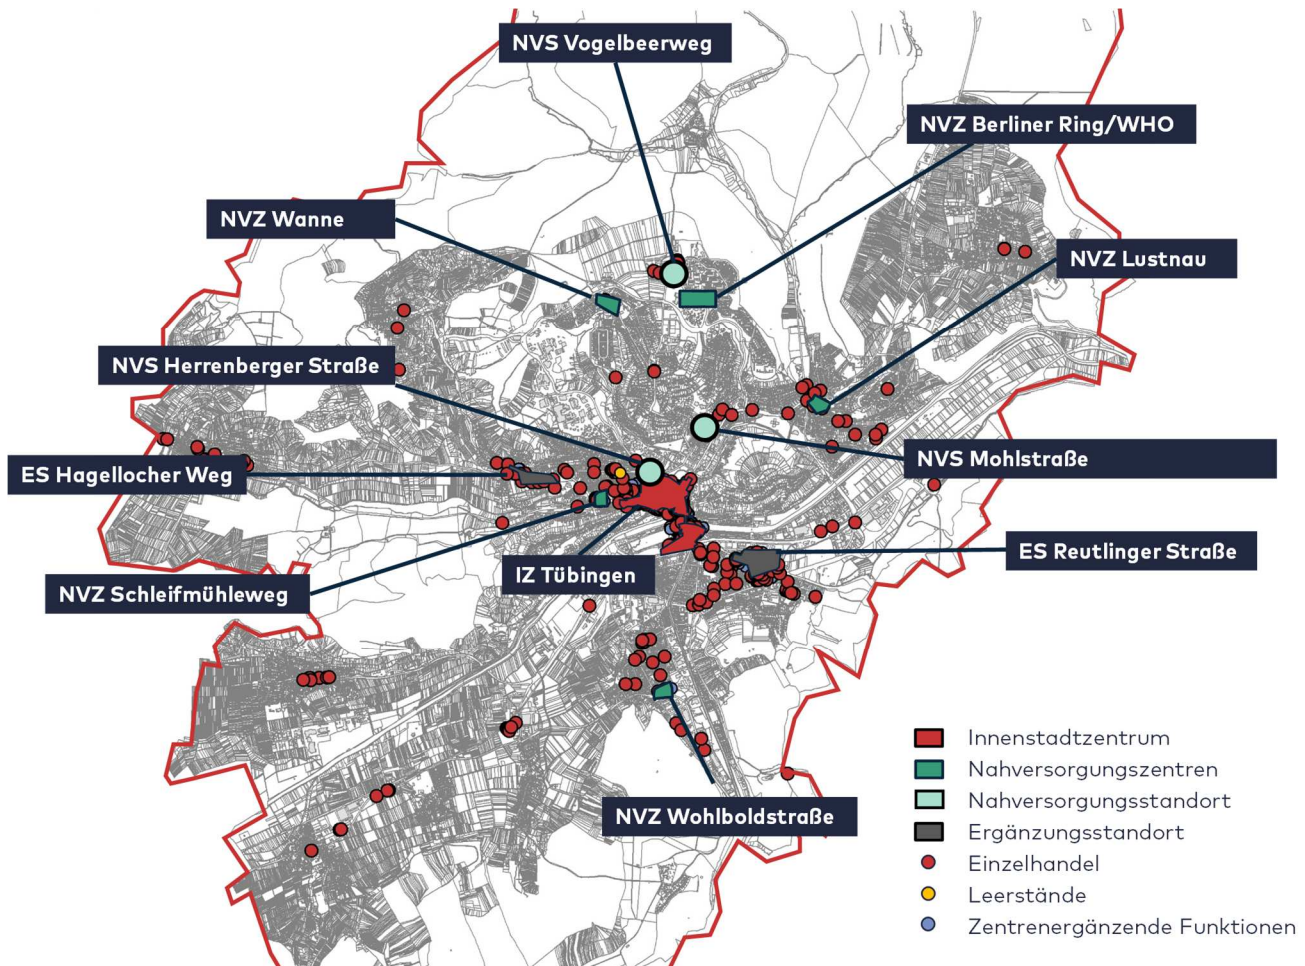 NVS Vogelbeerweg
NVZ Berliner Ring/WHO
NVZ Wanne
NVZ Lustnau
NVS Herrenberger Straße
NVS Mohlstraße
ES Hagellocher Weg
ES Reutlinger Straße
IZ Tübingen
NVZ Schleifmühleweg
NVZ Wohlboldstraße
Innenstadtzentrum
Nahversorgungszentren
Nahversorgungsstandort
Ergänzungsstandort
Einzelhandel
Leerstände
Zentrenergänzende Funktionen